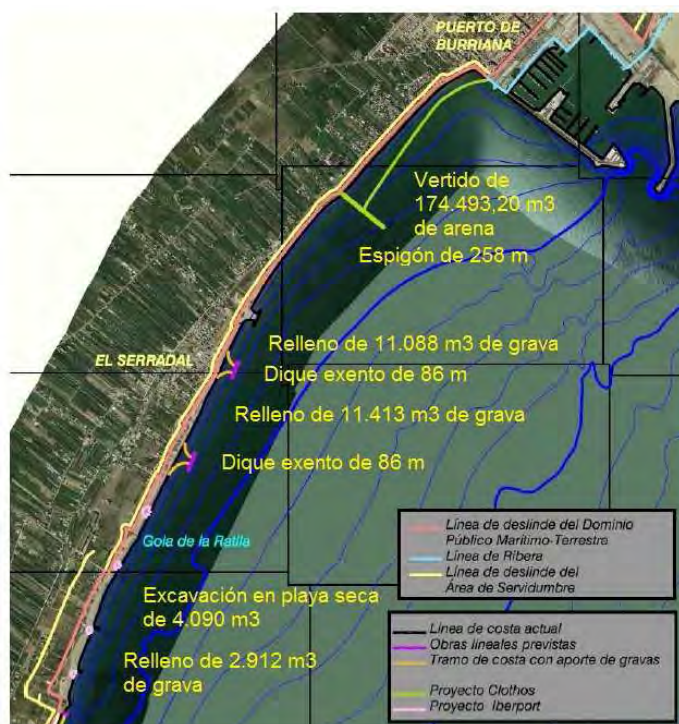 PUERTO DE
BURRIANA
Vertido de
174.493,20 m3
de arena
Espigón de 258 m
Relleno de 11.088 m3 de grava
EL SERRADAL
Dique exento de 86 m
Relleno de 11.413 m3 de grava
Dique exento de 86 m
Gola de la Ratlla
Excavación en playa seca
de 4.090 m3
Relleno de 2.912 m3
de grava
Línea de deslinde del Dominio
Público Marítimo-Terrestre
Línea de Ribera
Línea de deslinde del
Área de Servidumbre
Línea de costa actual
Obras lineales previstas
Tramo de costa con aporte de gravas
Proyecto Clothos
Proyecto Iberport